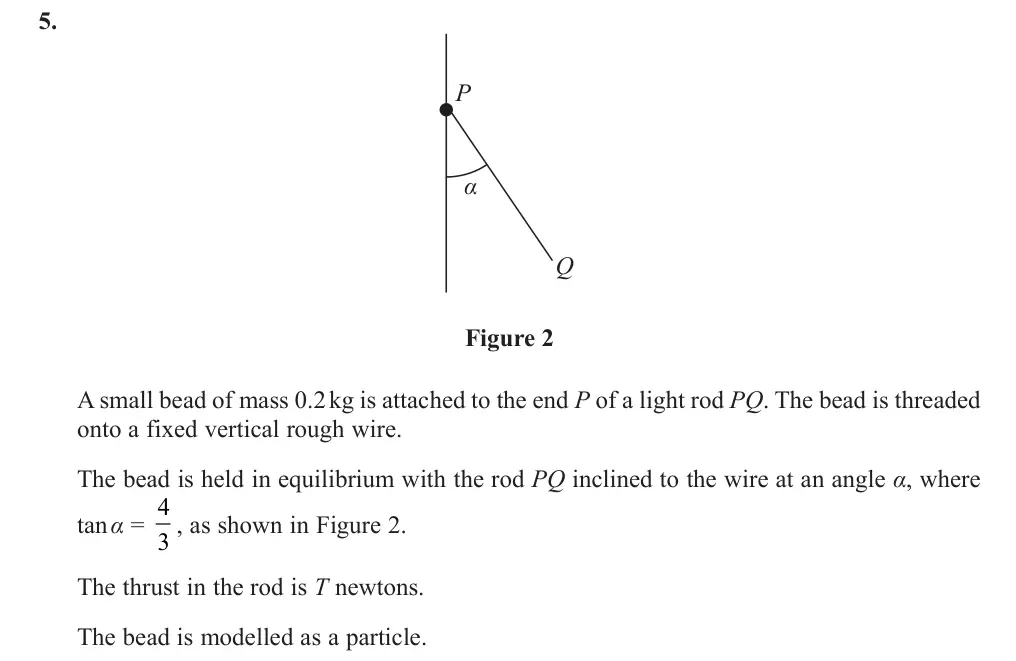 5.
P
α
Q
Figure 2
A small bead of mass 0.2 kg is attached to the end P of a light rod PQ. The bead is threaded
onto a fixed vertical rough wire.
The bead is held in equilibrium with the rod PQ inclined to the wire at an angle α, where
tan α = 4/3, as shown in Figure 2.
The thrust in the rod is T newtons.
The bead is modelled as a particle.